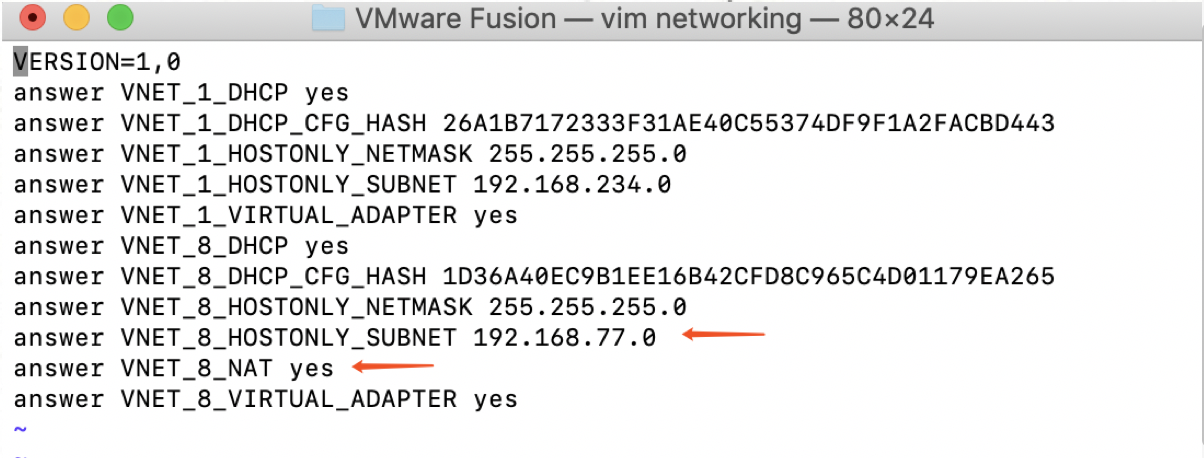 VMware Fusion — vim networking — 80×24
VERSION=1,0
answer VNET_1_DHCP yes
answer VNET_1_DHCP_CFG_HASH 26A1B7172333F31AE40C55374DF9F1A2FACBD443
answer VNET_1_HOSTONLY_NETMASK 255.255.255.0
answer VNET_1_HOSTONLY_SUBNET 192.168.234.0
answer VNET_1_VIRTUAL_ADAPTER yes
answer VNET_8_DHCP yes
answer VNET_8_DHCP_CFG_HASH 1D36A40EC9B1EE16B42CFD8C965C4D01179EA265
answer VNET_8_HOSTONLY_NETMASK 255.255.255.0
answer VNET_8_HOSTONLY_SUBNET 192.168.77.0
answer VNET_8_NAT yes
answer VNET_8_VIRTUAL_ADAPTER yes
~